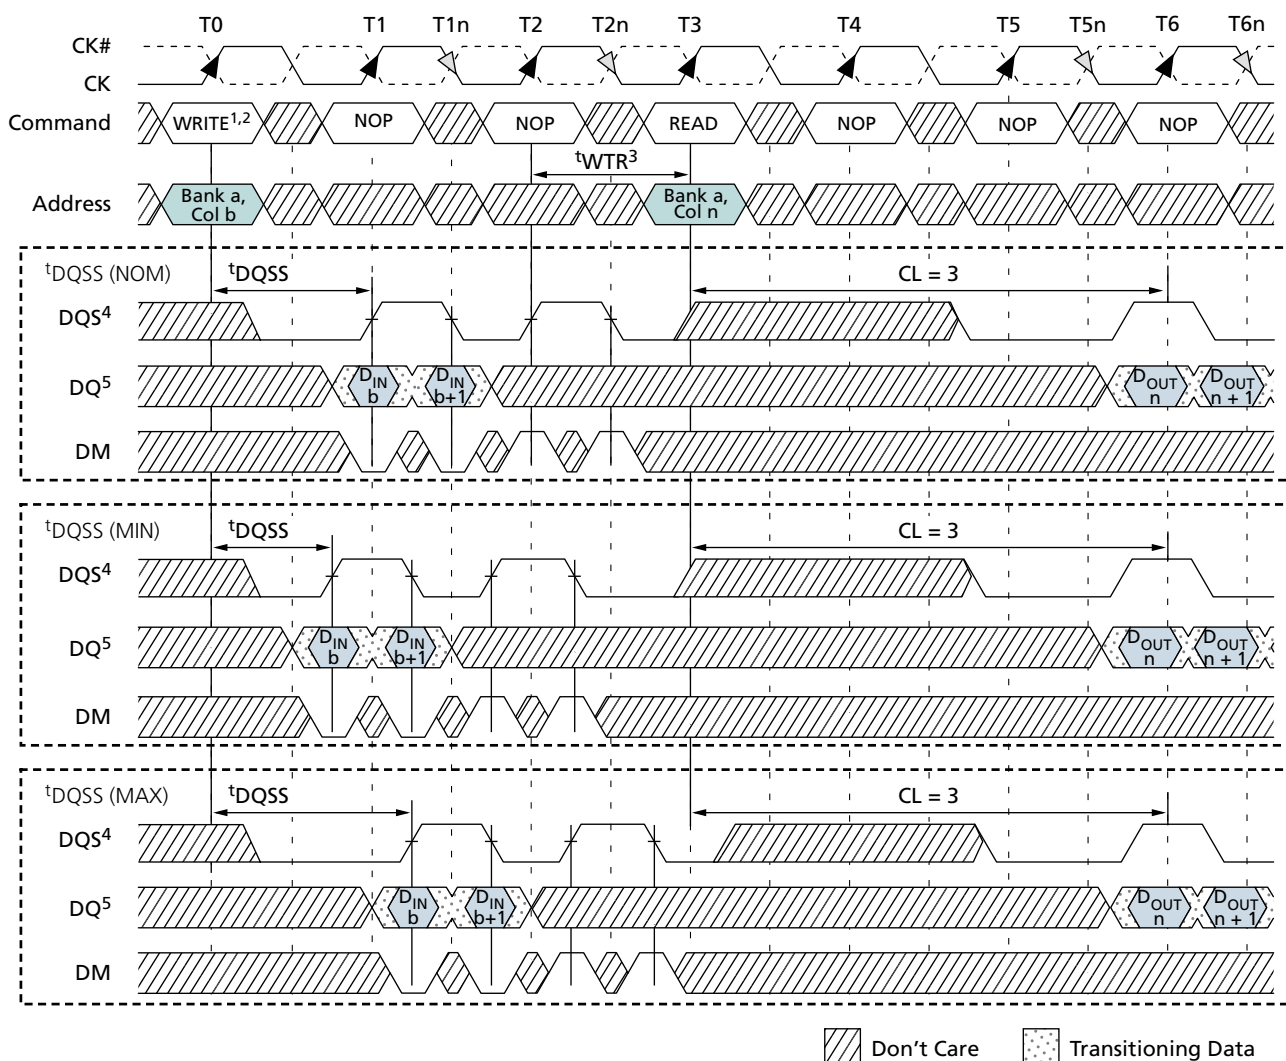 T0 T1 T1n T2 T2n T3 T4 T5 T5n T6 T6n
CK#
CK
Command WRITE1,2 NOP NOP READ NOP NOP NOP
tWTR3
Address Bank a, Col b Bank a, Col n
tDQSS (NOM) tDQSS CL = 3
DQS4
DQ5 DIN b DIN b+1 DOUT n DOUT n + 1
DM
tDQSS (MIN) tDQSS CL = 3
DQS4
DQ5 DIN b DIN b+1 DOUT n DOUT n + 1
DM
tDQSS (MAX) tDQSS CL = 3
DQS4
DQ5 DIN b DIN b+1 DOUT n DOUT n + 1
DM
Don't Care Transitioning Data